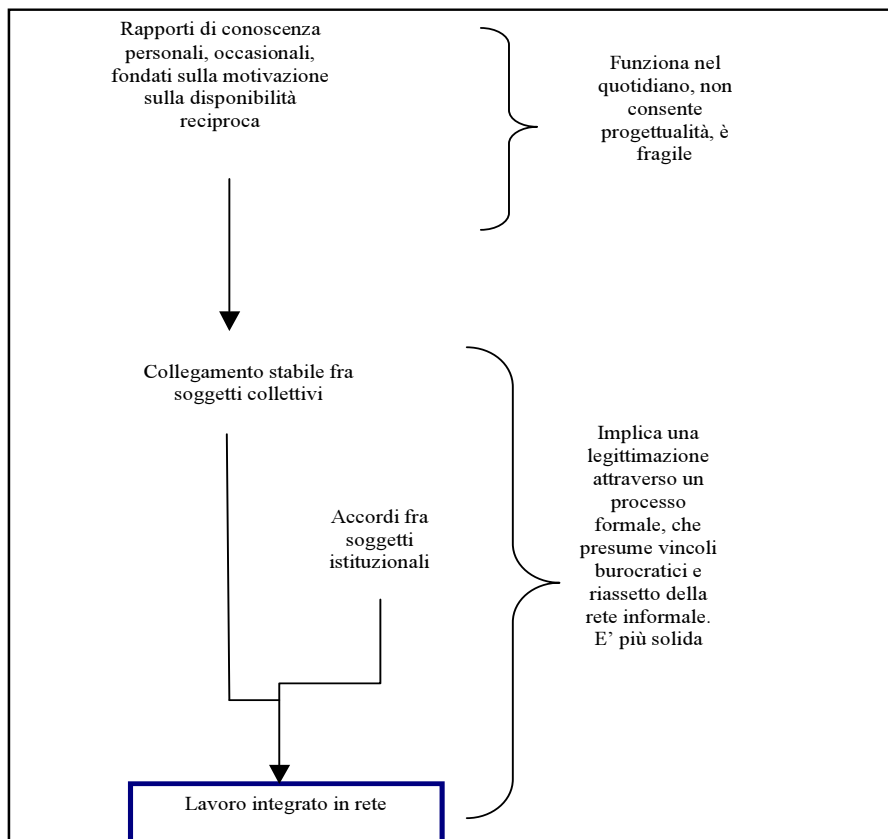 Rapporti di conoscenza
personali, occasionali,
fondati sulla motivazione
sulla disponibilità
reciproca
Funziona nel
quotidiano, non
consente
progettualità, è
fragile
Collegamento stabile fra
soggetti collettivi
Accordi fra
soggetti
istituzionali
Implica una
legittimazione
attraverso un
processo
formale, che
presume vincoli
burocratici e
riassetto della
rete informale.
E’ più solida
Lavoro integrato in rete